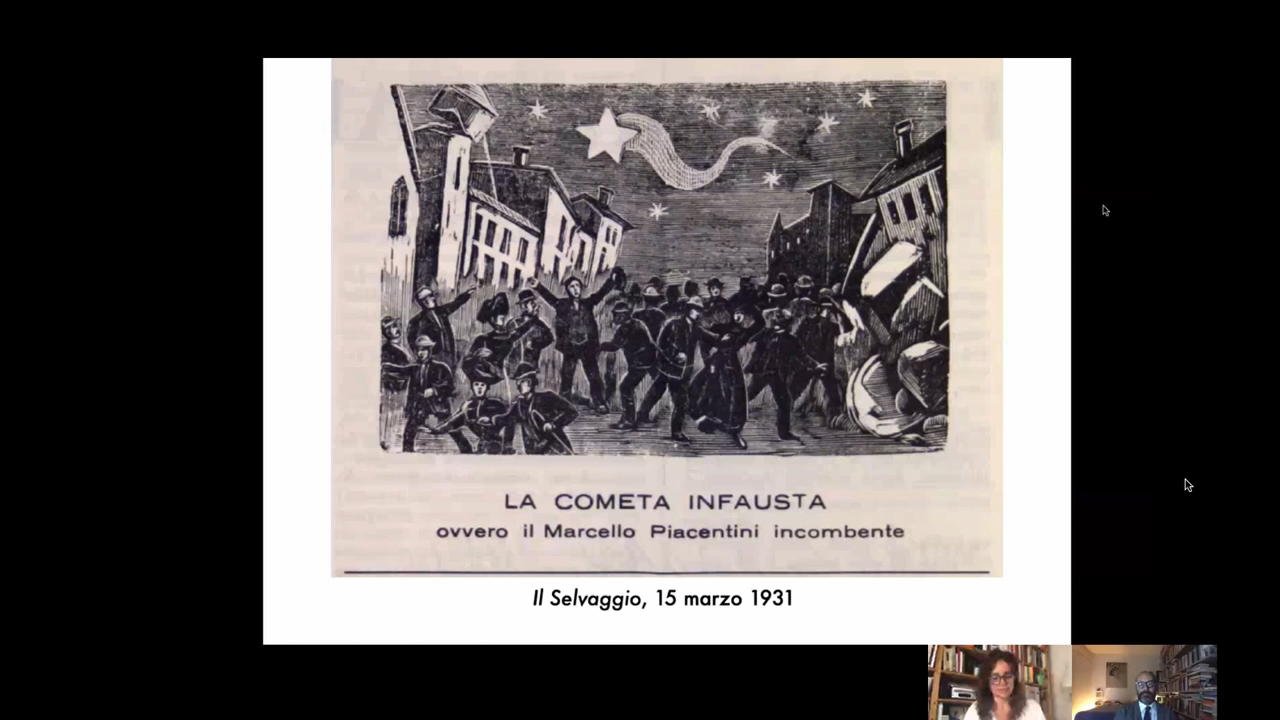 LA COMETA INFAUSTA
ovvero il Marcello Piacentini incombente
Il Selvaggio, 15 marzo 1931